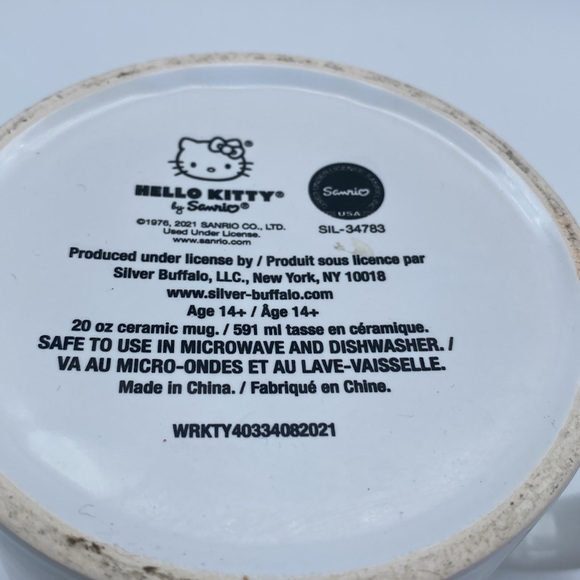 HELLO KITTY®
by Sanrio®
©1976, 2021 SANRIO CO., LTD.
Used Under License.
www.sanrio.com
Sanrio
USA
SIL-34783
Produced under license by / Produit sous licence par
Silver Buffalo, LLC., New York, NY 10018
www.silver-buffalo.com
Age 14+ / Âge 14+
20 oz ceramic mug. / 591 ml tasse en céramique.
SAFE TO USE IN MICROWAVE AND DISHWASHER. /
VA AU MICRO-ONDES ET AU LAVE-VAISSELLE.
Made in China. / Fabriqué en Chine.
WRKTY40334082021